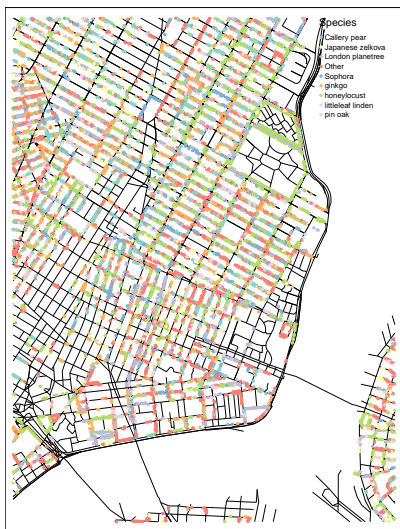 Species
Callery pear
Japanese zelkova
London planetree
Other
Sophora
ginkgo
honeylocust
littleleaf linden
pin oak